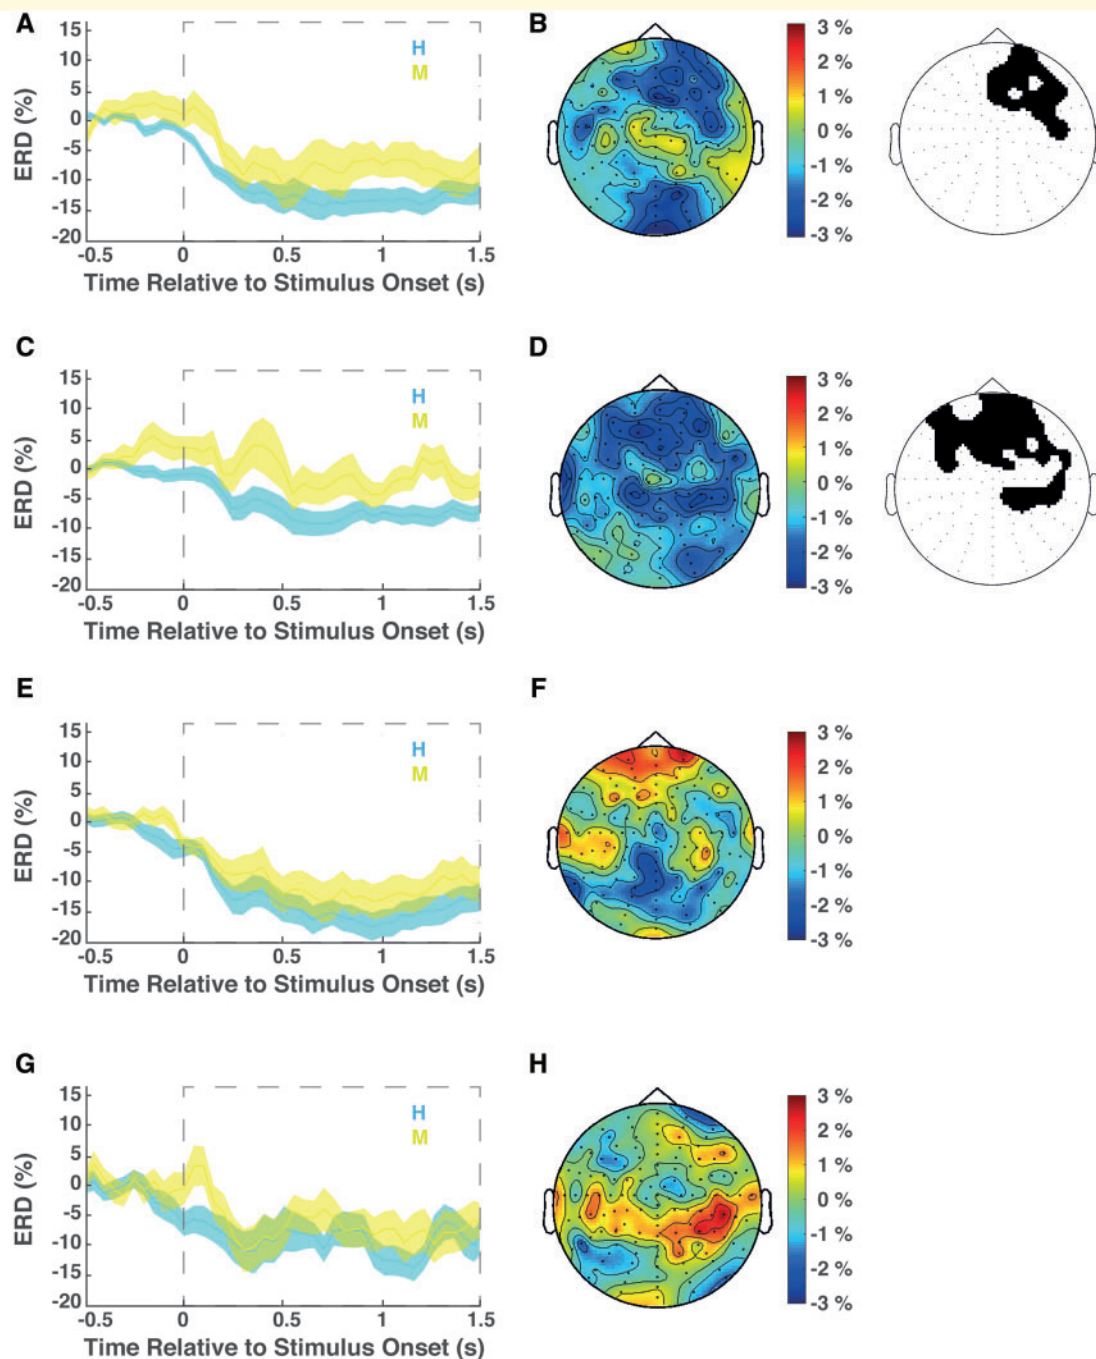 A
15
10
5
0
-5
-10
-15
-20
ERD (%)
H
M
-0.5 0 0.5 1 1.5
Time Relative to Stimulus Onset (s)
B
3 %
2 %
1 %
0 %
-1 %
-2 %
-3 %
C
15
10
5
0
-5
-10
-15
-20
ERD (%)
H
M
-0.5 0 0.5 1 1.5
Time Relative to Stimulus Onset (s)
D
3 %
2 %
1 %
0 %
-1 %
-2 %
-3 %
E
15
10
5
0
-5
-10
-15
-20
ERD (%)
H
M
-0.5 0 0.5 1 1.5
Time Relative to Stimulus Onset (s)
F
3 %
2 %
1 %
0 %
-1 %
-2 %
-3 %
G
15
10
5
0
-5
-10
-15
-20
ERD (%)
H
M
-0.5 0 0.5 1 1.5
Time Relative to Stimulus Onset (s)
H
3 %
2 %
1 %
0 %
-1 %
-2 %
-3 %